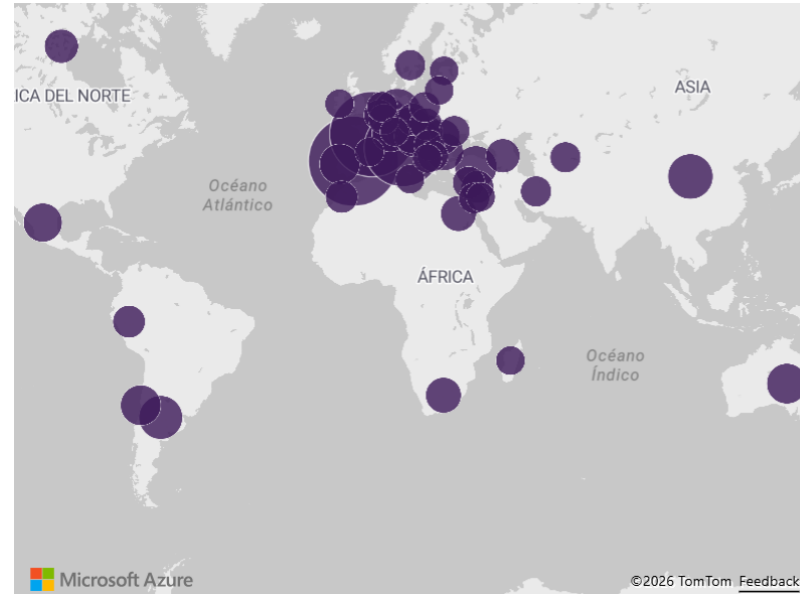 ICA DEL NORTE
ASIA
Océano
Atlántico
ÁFRICA
Océano
Índico
Microsoft Azure
©2026 TomTom Feedback